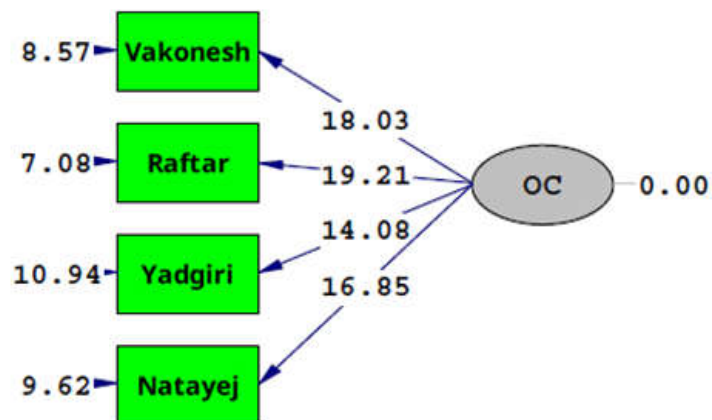 8.57 Vakonesh
18.03
7.08 Raftar
19.21
OC 0.00
14.08
10.94 Yadgiri
16.85
9.62 Natayej